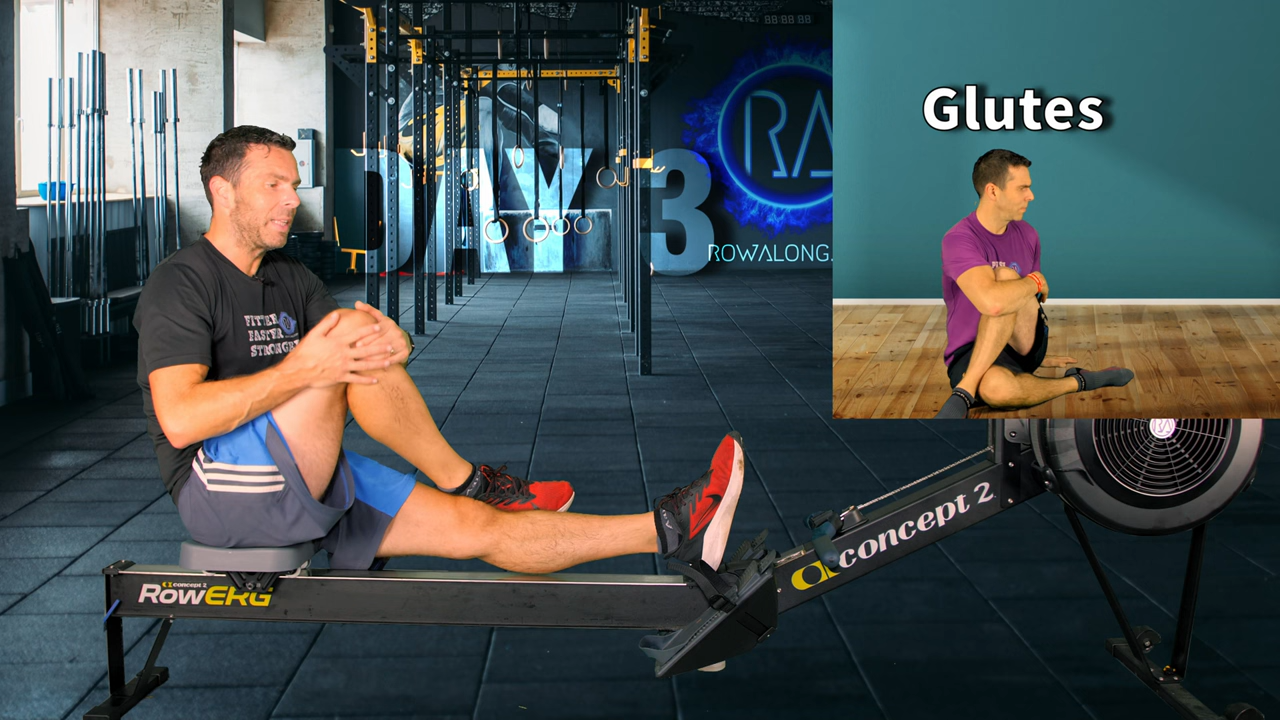 Glutes
DAY 3
RA
ROWALONG.
FITTER
FASTER
STRONGER
concept 2
concept 2
RowERG